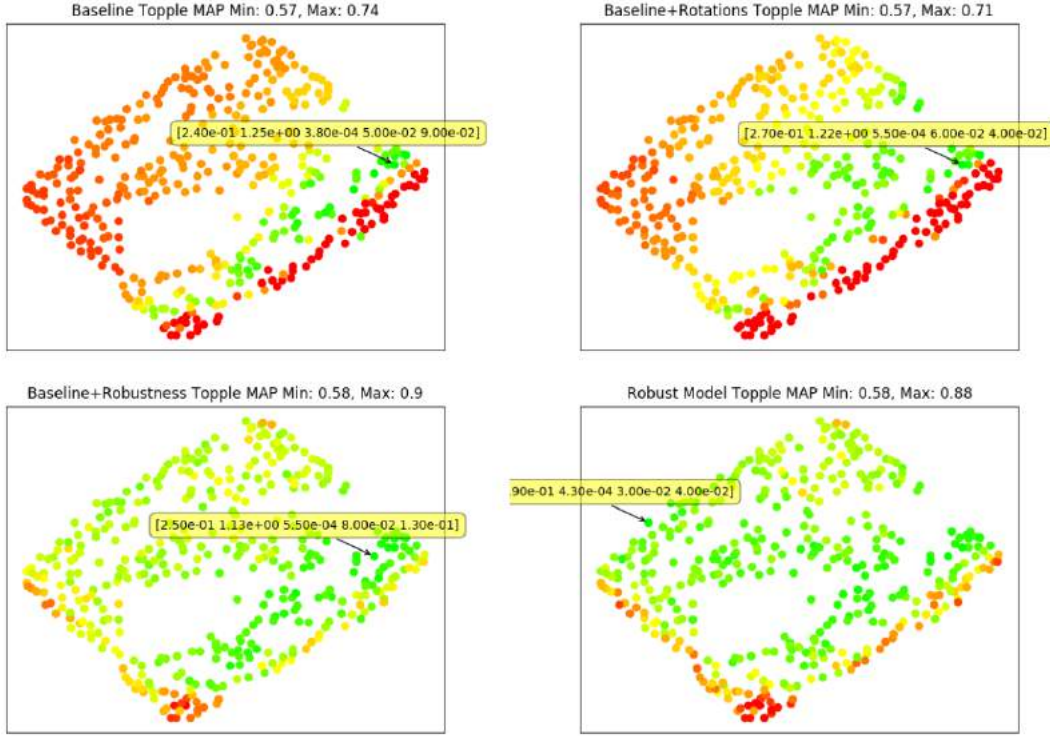 Baseline Topple MAP Min: 0.57, Max: 0.74
Baseline+Rotations Topple MAP Min: 0.57, Max: 0.71
[2.40e-01 1.25e+00 3.80e-04 5.00e-02 9.00e-02]
[2.70e-01 1.22e+00 5.50e-04 6.00e-02 4.00e-02]
Baseline+Robustness Topple MAP Min: 0.58, Max: 0.9
Robust Model Topple MAP Min: 0.58, Max: 0.88
.90e-01 4.30e-04 3.00e-02 4.00e-02]
[2.50e-01 1.13e+00 5.50e-04 8.00e-02 1.30e-01]